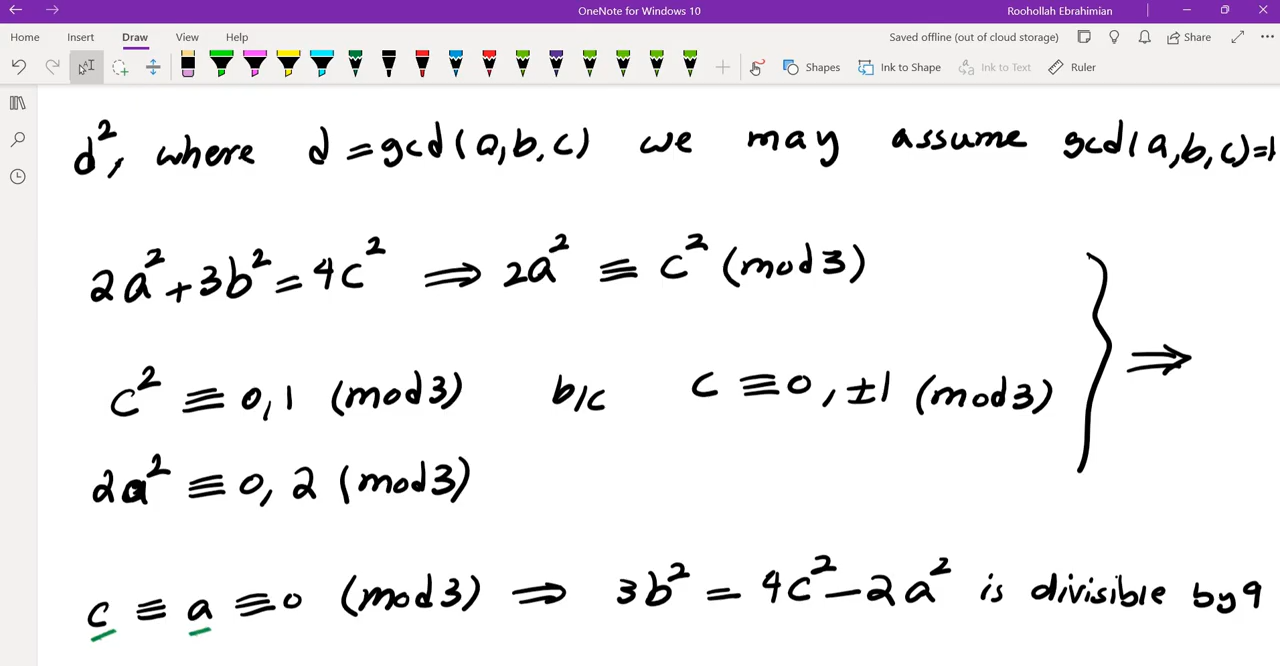 OneNote for Windows 10
Roohollah Ebrahimian
Home Insert Draw View Help
Saved offline (out of cloud storage) Share
Shapes Ink to Shape Ink to Text Ruler
d², where d = gcd(a,b,c) we may assume gcd(a,b,c)=1
2a²+3b²=4c² ⟹ 2a² ≡ c² (mod 3)
c² ≡ 0,1 (mod 3) b/c c ≡ 0, ±1 (mod 3) } ⟹
2a² ≡ 0, 2 (mod 3)
c ≡ a ≡ 0 (mod 3) ⟹ 3b² = 4c² − 2a² is divisible by 9